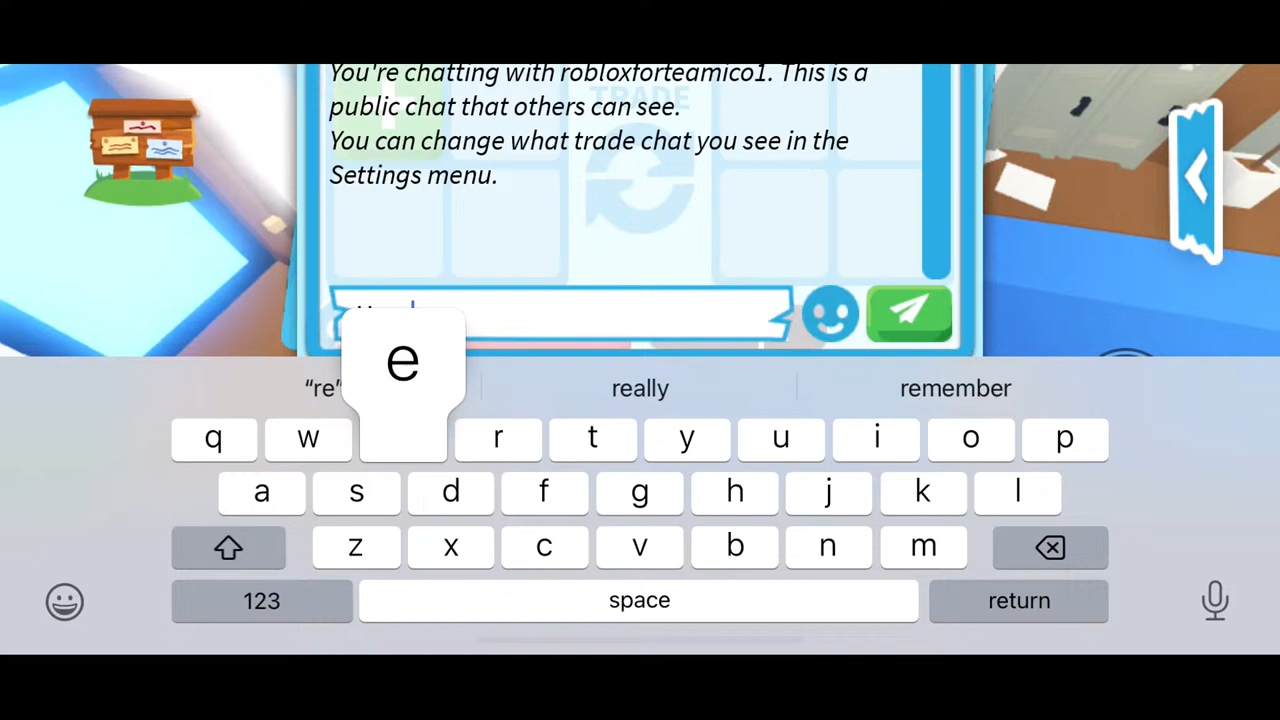 You're chatting with robloxforteamico1. This is a
public chat that others can see.
You can change what trade chat you see in the
Settings menu.
TRADE
e
“re” really remember
q w r t y u i o p
a s d f g h j k l
z x c v b n m
123 space return